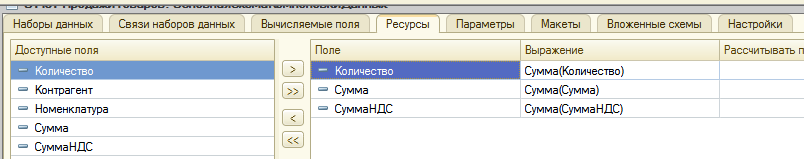 Наборы данных Связи наборов данных Вычисляемые поля Ресурсы Параметры Макеты Вложенные схемы Настройки
Доступные поля Поле Выражение Рассчитывать п
Количество > Количество Сумма(Количество)
Контрагент >> Сумма Сумма(Сумма)
Номенклатура < СуммаНДС Сумма(СуммаНДС)
Сумма <<
СуммаНДС